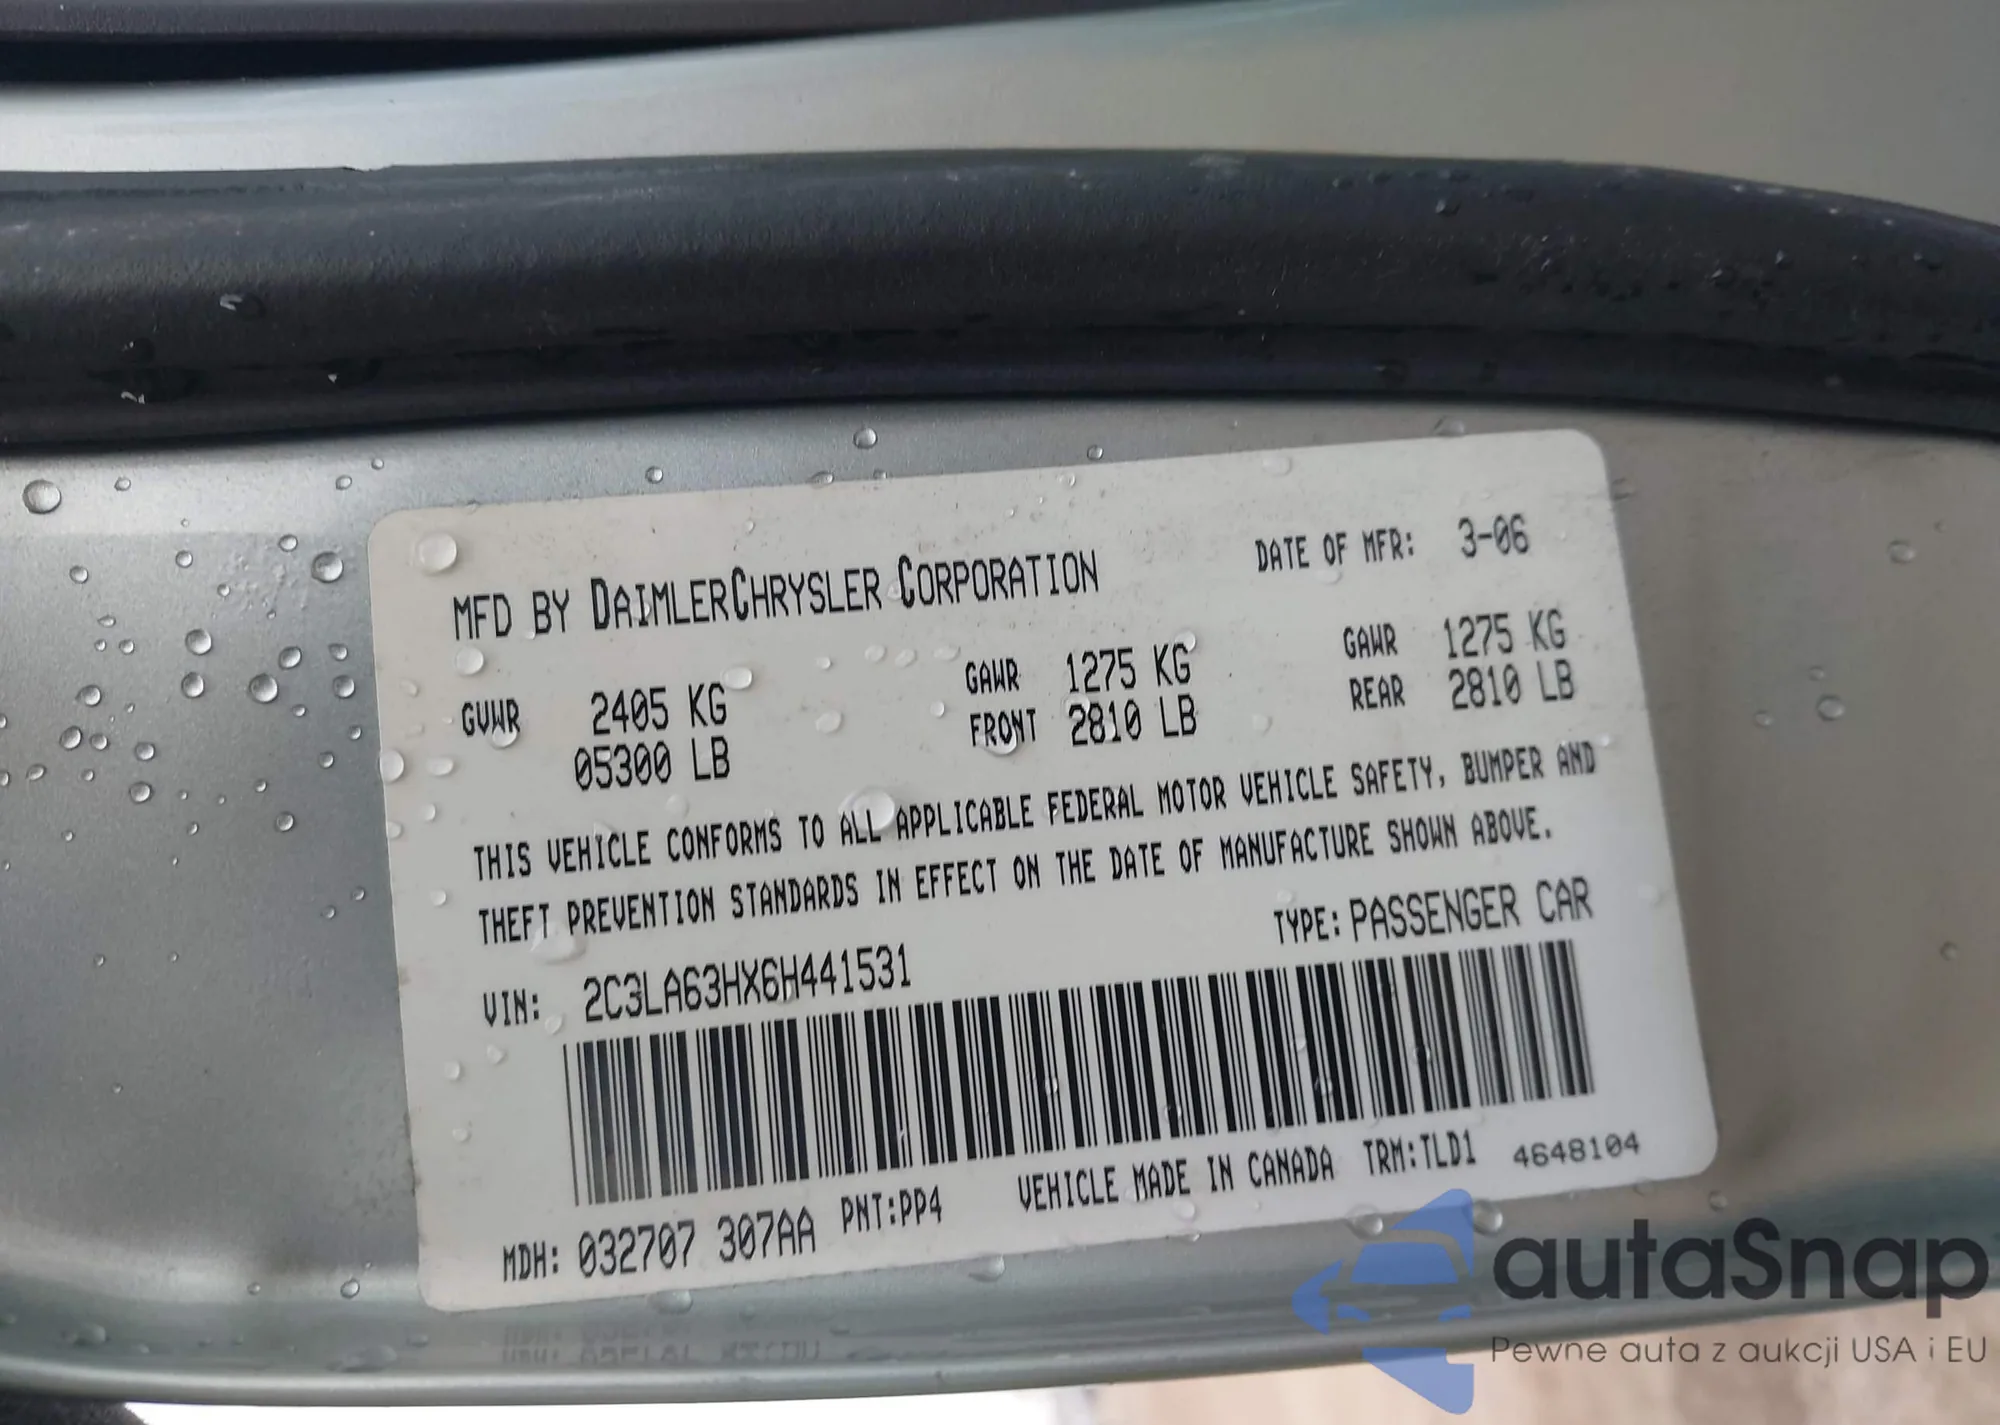 MFD BY DAIMLERCHRYSLER CORPORATION DATE OF MFR: 3-06
GVWR 2405 KG GAWR 1275 KG GAWR 1275 KG
05300 LB FRONT 2810 LB REAR 2810 LB
THIS VEHICLE CONFORMS TO ALL APPLICABLE FEDERAL MOTOR VEHICLE SAFETY, BUMPER AND
THEFT PREVENTION STANDARDS IN EFFECT ON THE DATE OF MANUFACTURE SHOWN ABOVE.
VIN: 2C3LA63HX6H441531 TYPE: PASSENGER CAR
MDH: 032707 307AA PNT:PP4 VEHICLE MADE IN CANADA TRM:TLD1 4648104
autaSnap
Pewne auta z aukcji USA i EU